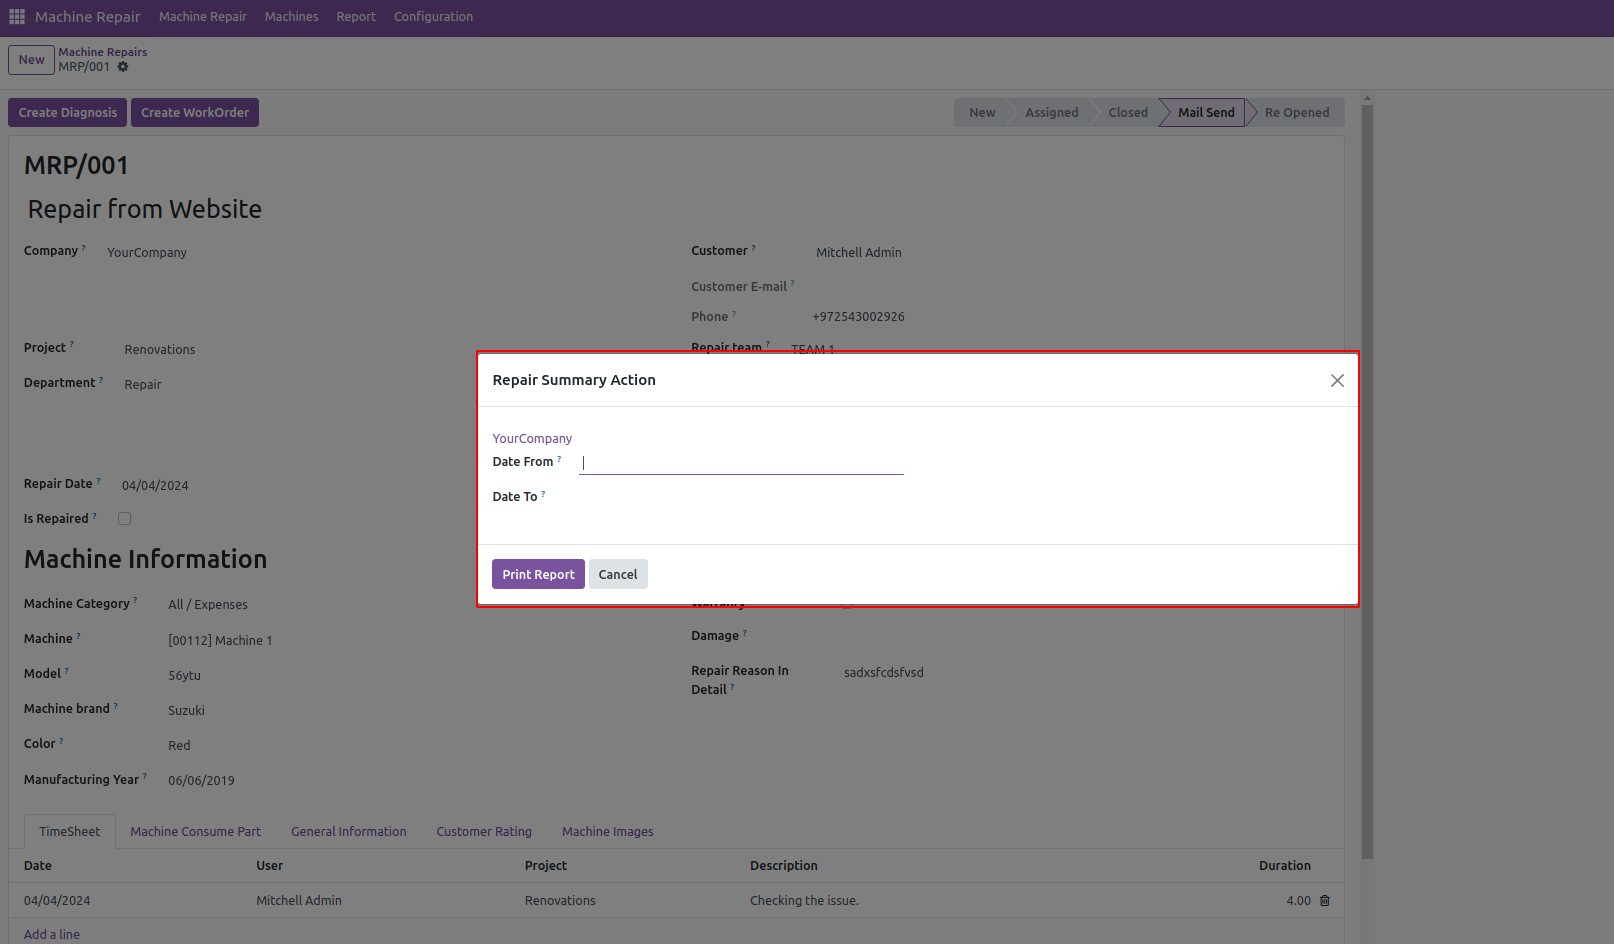 Machine Repair Machine Repair Machines Report Configuration
New Machine Repairs
MRP/001
Create Diagnosis Create WorkOrder New Assigned Closed Mail Send Re Opened
MRP/001
Repair from Website
Company ? YourCompany Customer ? Mitchell Admin
Customer E-mail ?
Phone ? +972543002926
Project ? Renovations Repair team ? TEAM 1
Department ? Repair
Repair Summary Action
YourCompany
Date From ?
Date To ?
Print Report Cancel
Repair Date ? 04/04/2024
Is Repaired ?
Machine Information
Machine Category ? All / Expenses Warranty
Machine ? [00112] Machine 1 Damage ?
Model ? 56ytu Repair Reason In
Detail ? sadxsfcdsfvsd
Machine brand ? Suzuki
Color ? Red
Manufacturing Year ? 06/06/2019
TimeSheet Machine Consume Part General Information Customer Rating Machine Images
Date User Project Description Duration
04/04/2024 Mitchell Admin Renovations Checking the issue. 4.00
Add a line